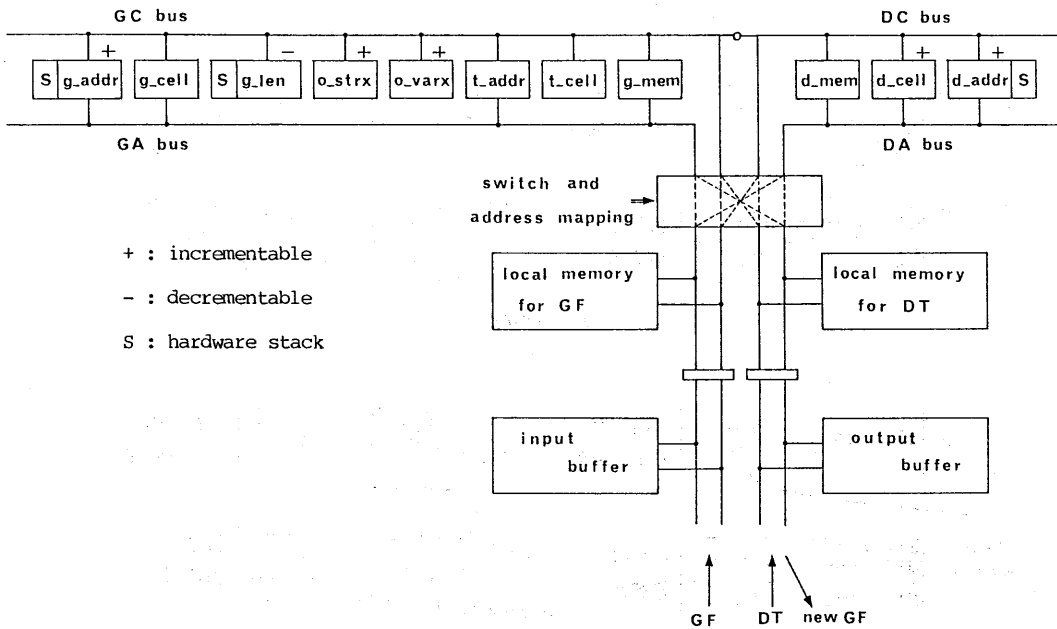 GC bus
DC bus
+ - + + + +
S g_addr g_cell S g_len o_strx o_varx t_addr t_cell g_mem d_mem d_cell d_addr S
GA bus
DA bus
switch and
address mapping
+ : incrementable
- : decrementable
S : hardware stack
local memory
for GF
local memory
for DT
input
buffer
output
buffer
GF DT new GF